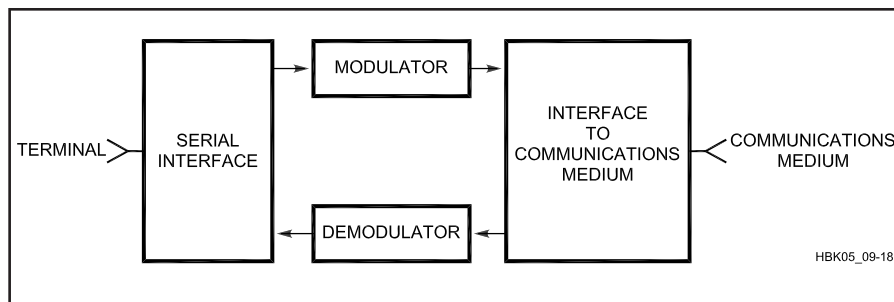 TERMINAL
SERIAL
INTERFACE
MODULATOR
DEMODULATOR
INTERFACE
TO
COMMUNICATIONS
MEDIUM
COMMUNICATIONS
MEDIUM
HBK05_09-18